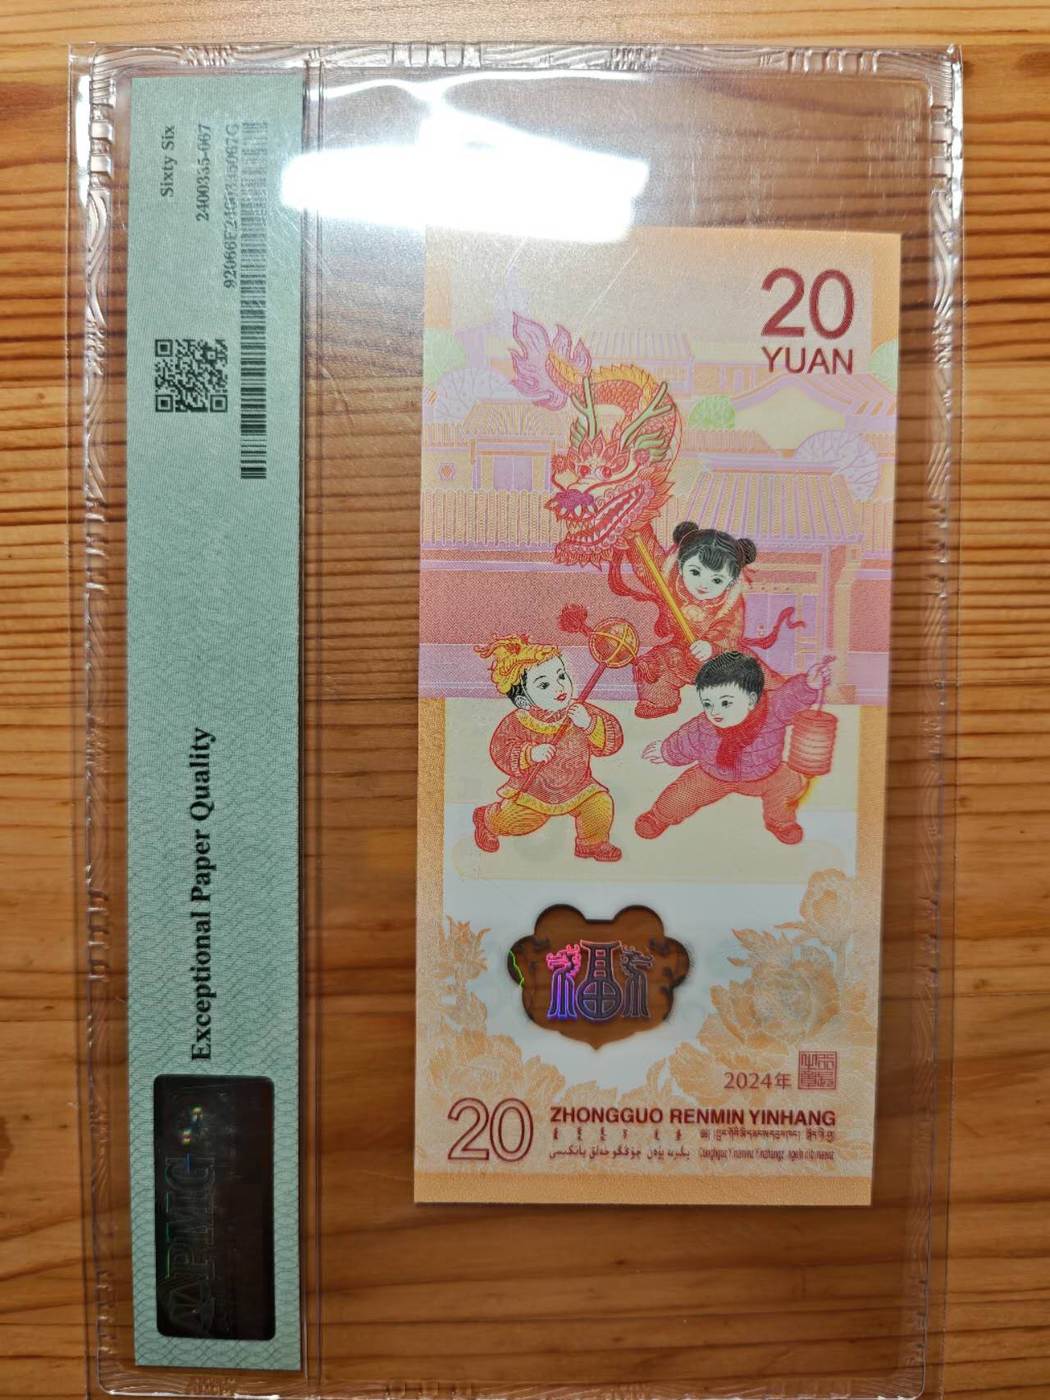 Sixty Six
2400335-067
Exceptional Paper Quality
PMG
20
YUAN
福
2024年
20
ZHONGGUO RENMIN YINHANG